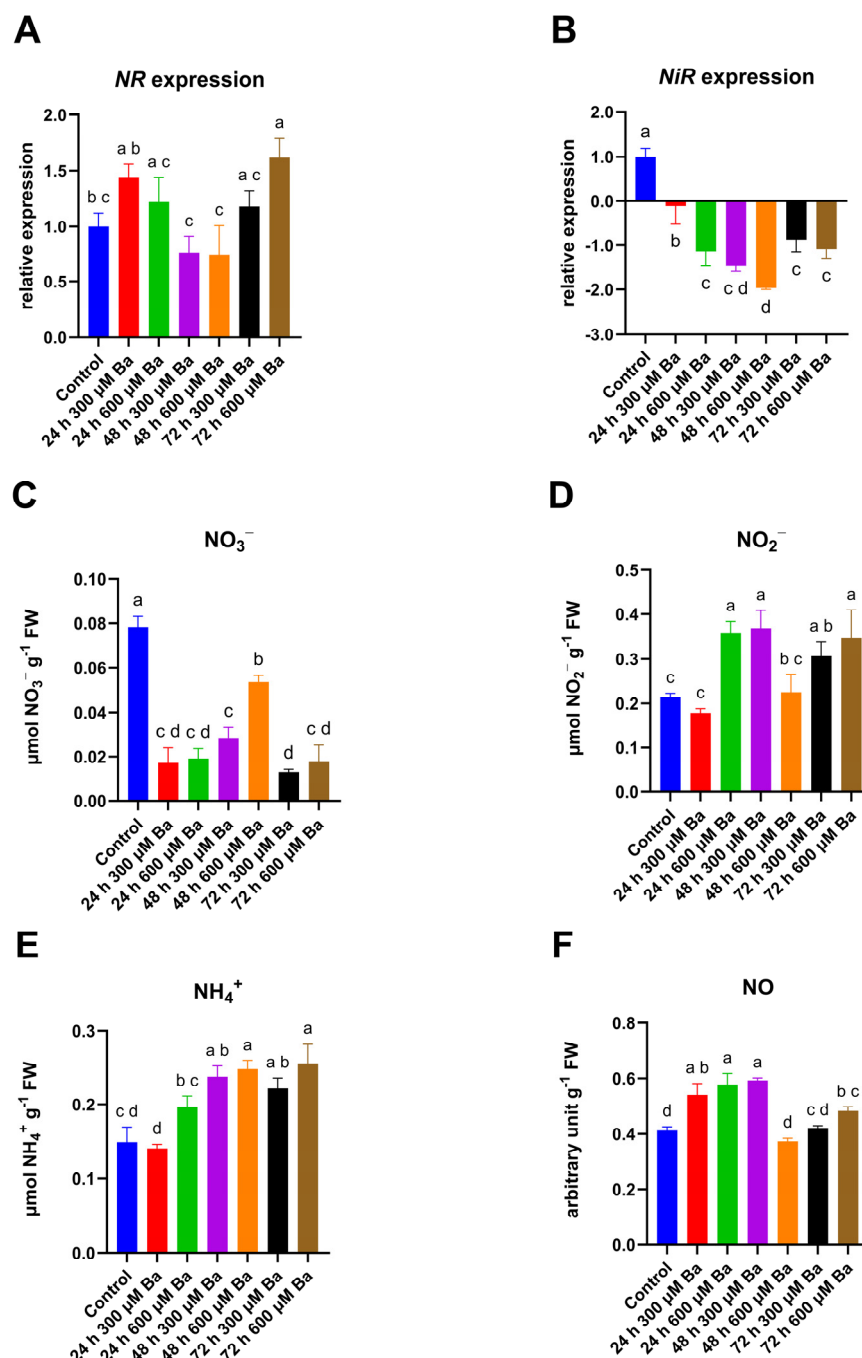 A
NR expression
relative expression
2.0
1.5
1.0
0.5
0.0
b c
a b
a c
c
c
a c
a
Control
24 h 300 µM Ba
24 h 600 µM Ba
48 h 300 µM Ba
48 h 600 µM Ba
72 h 300 µM Ba
72 h 600 µM Ba
B
NiR expression
relative expression
2.0
1.0
0.0
-1.0
-2.0
-3.0
a
b
c
c d
d
c
c
Control
24 h 300 µM Ba
24 h 600 µM Ba
48 h 300 µM Ba
48 h 600 µM Ba
72 h 300 µM Ba
72 h 600 µM Ba
C
NO₃⁻
µmol NO₃⁻ g⁻¹ FW
0.10
0.08
0.06
0.04
0.02
0.00
a
c d
c d
c
b
d
c d
Control
24 h 300 µM Ba
24 h 600 µM Ba
48 h 300 µM Ba
48 h 600 µM Ba
72 h 300 µM Ba
72 h 600 µM Ba
D
NO₂⁻
µmol NO₂⁻ g⁻¹ FW
0.5
0.4
0.3
0.2
0.1
0.0
c
c
a
a
b c
a b
a
Control
24 h 300 µM Ba
24 h 600 µM Ba
48 h 300 µM Ba
48 h 600 µM Ba
72 h 300 µM Ba
72 h 600 µM Ba
E
NH₄⁺
µmol NH₄⁺ g⁻¹ FW
0.3
0.2
0.1
0.0
c d
d
b c
a b
a
a b
a
Control
24 h 300 µM Ba
24 h 600 µM Ba
48 h 300 µM Ba
48 h 600 µM Ba
72 h 300 µM Ba
72 h 600 µM Ba
F
NO
arbitrary unit g⁻¹ FW
0.8
0.6
0.4
0.2
0.0
d
a b
a
a
d
c d
b c
Control
24 h 300 µM Ba
24 h 600 µM Ba
48 h 300 µM Ba
48 h 600 µM Ba
72 h 300 µM Ba
72 h 600 µM Ba